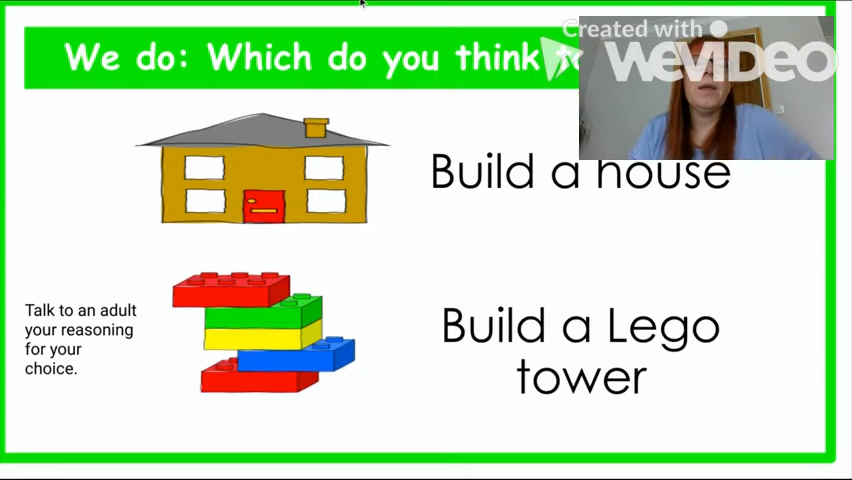 Created with
WEVIDEO
We do: Which do you think
Build a house
Talk to an adult
your reasoning
for your
choice.
Build a Lego
tower